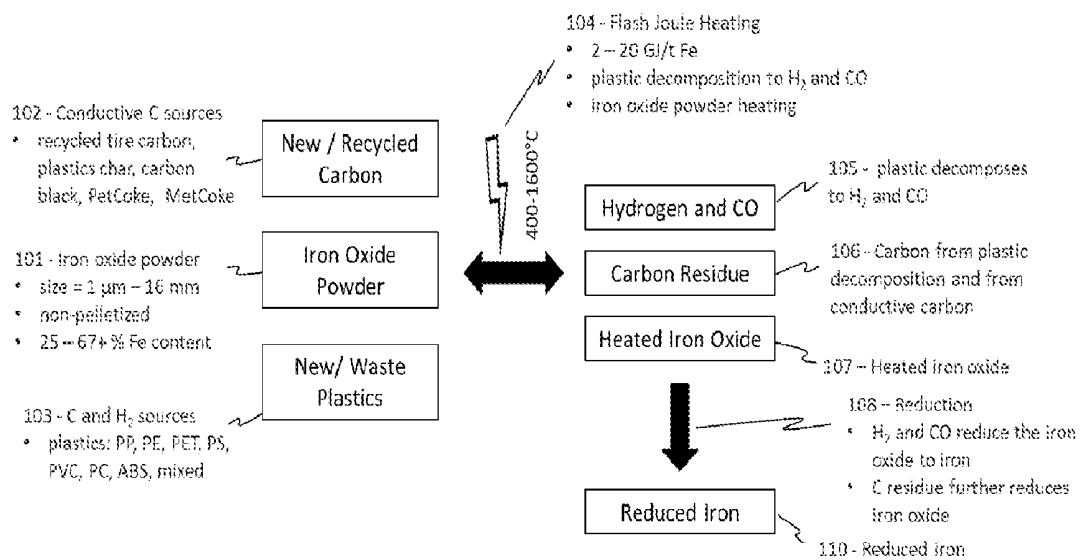 104 - Flash Joule Heating
• 2 – 20 GJ/t Fe
• plastic decomposition to H₂ and CO
• iron oxide powder heating
102 - Conductive C sources
• recycled tire carbon,
plastics char, carbon
black, PetCoke, MetCoke
New / Recycled
Carbon
400-1600°C
101 - Iron oxide powder
• size = 1 μm – 16 mm
• non-pelletized
• 25 – 67+ % Fe content
Iron Oxide
Powder
103 - C and H₂ sources
• plastics: PP, PE, PET, PS,
PVC, PC, ABS, mixed
New/ Waste
Plastics
Hydrogen and CO
105 - plastic decomposes
to H₂ and CO
Carbon Residue
106 – Carbon from plastic
decomposition and from
conductive carbon
Heated Iron Oxide
107 – Heated iron oxide
108 – Reduction
• H₂ and CO reduce the iron
oxide to iron
• C residue further reduces
iron oxide
Reduced Iron
110 - Reduced iron